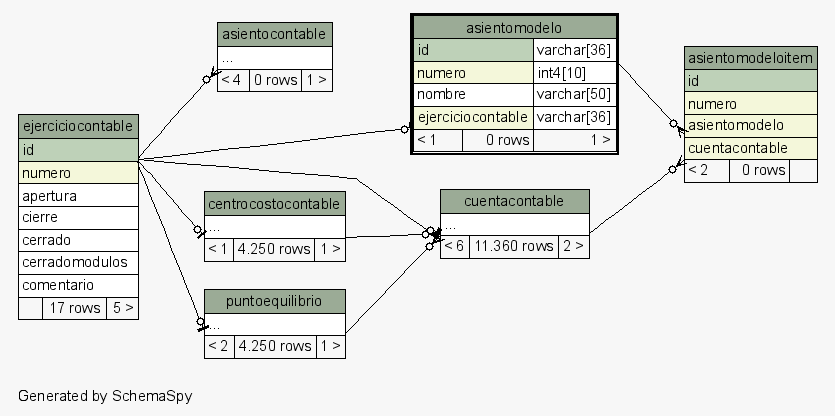 asientocontable
...
< 4 0 rows 1 >
asientomodelo
id varchar[36]
numero int4[10]
nombre varchar[50]
ejerciciocontable varchar[36]
< 1 0 rows 1 >
asientomodeloitem
id
numero
asientomodelo
cuentacontable
< 2 0 rows
ejerciciocontable
id
numero
apertura
cierre
cerrado
cerradomodulos
comentario
17 rows 5 >
centrocostocontable
...
< 1 4.250 rows 1 >
cuentacontable
...
< 6 11.360 rows 2 >
puntoequilibrio
...
< 2 4.250 rows 1 >
Generated by SchemaSpy